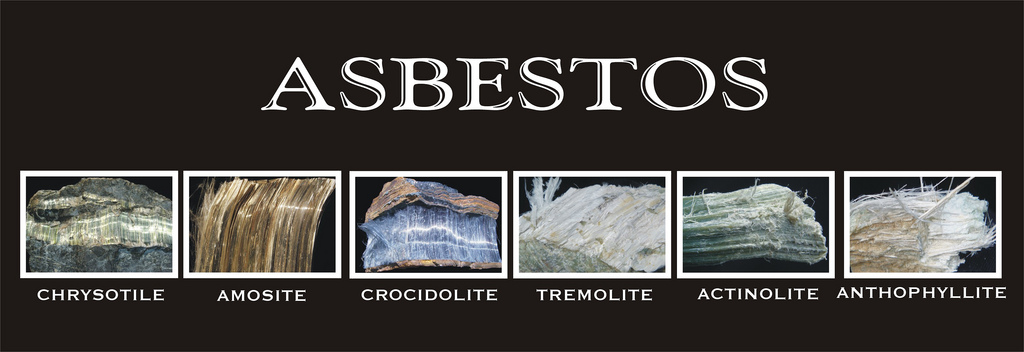 ASBESTOS
CHRYSOTILE
AMOSITE
CROCIDOLITE
TREMOLITE
ACTINOLITE
ANTHOPHYLLITE